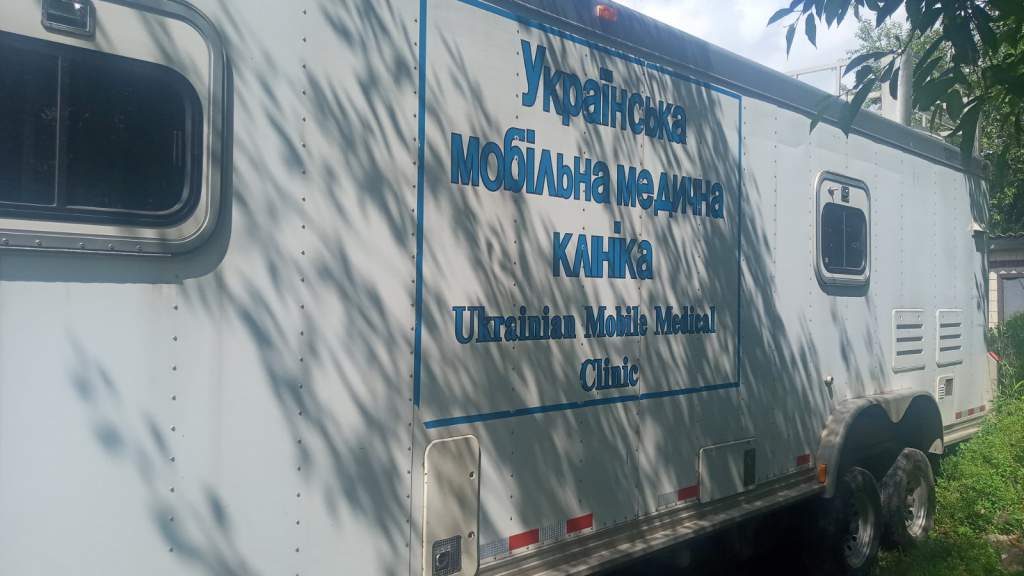 Українська
мобільна медична
клініка
Ukrainian Mobile Medical
Clinic